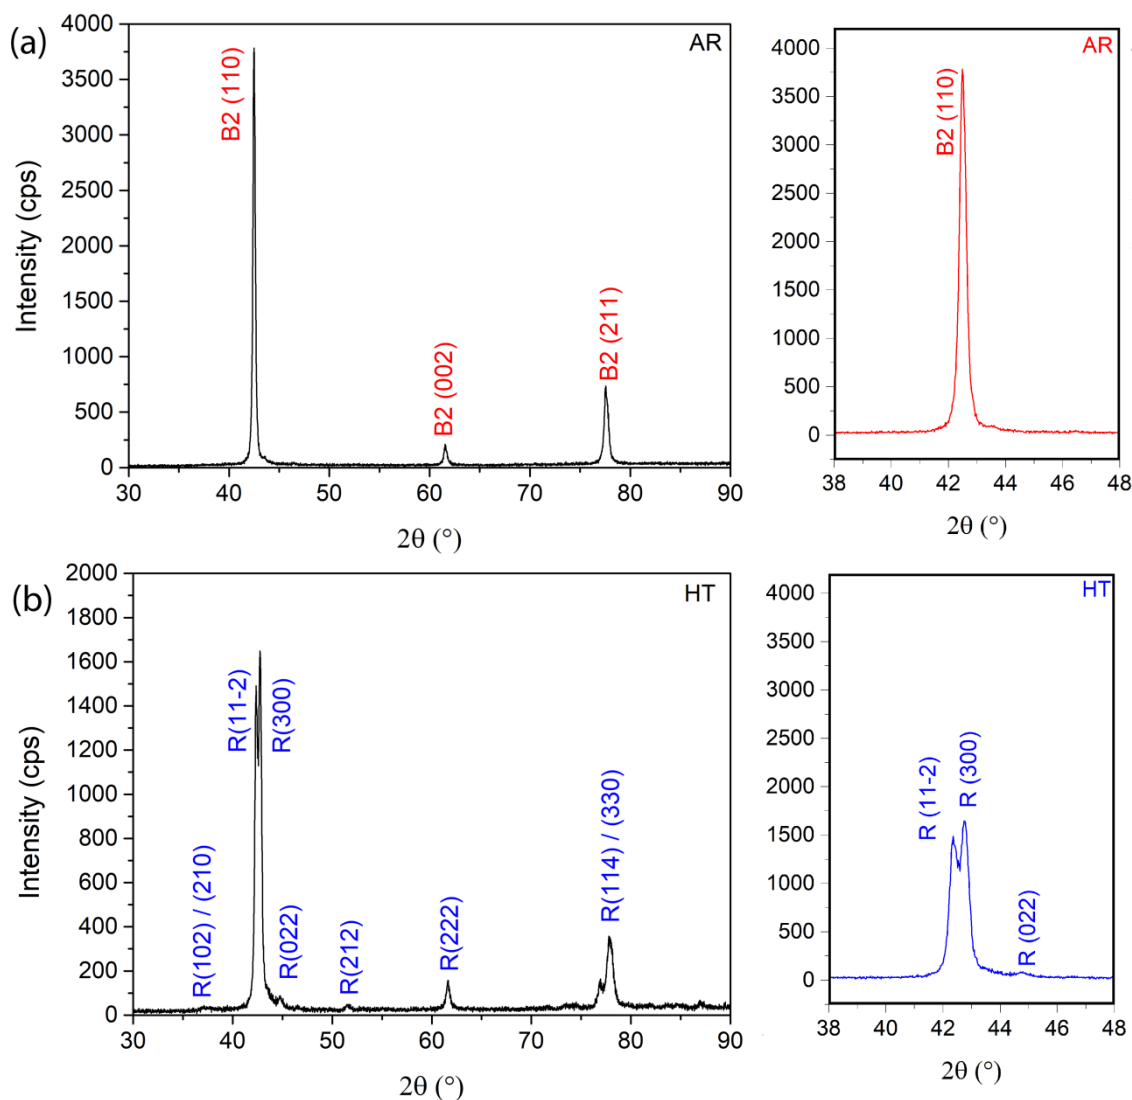 (a)
AR
4000
3500
3000
2500
2000
1500
1000
500
0
Intensity (cps)
B2 (110)
B2 (002)
B2 (211)
30 40 50 60 70 80 90
2θ (°)
AR
4000
3500
3000
2500
2000
1500
1000
500
0
B2 (110)
38 40 42 44 46 48
2θ (°)
(b)
HT
2000
1800
1600
1400
1200
1000
800
600
400
200
0
Intensity (cps)
R(102) / (210)
R(11-2)
R(300)
R(022)
R(212)
R(222)
R(114) / (330)
30 40 50 60 70 80 90
2θ (°)
HT
4000
3500
3000
2500
2000
1500
1000
500
0
R (11-2)
R (300)
R (022)
38 40 42 44 46 48
2θ (°)